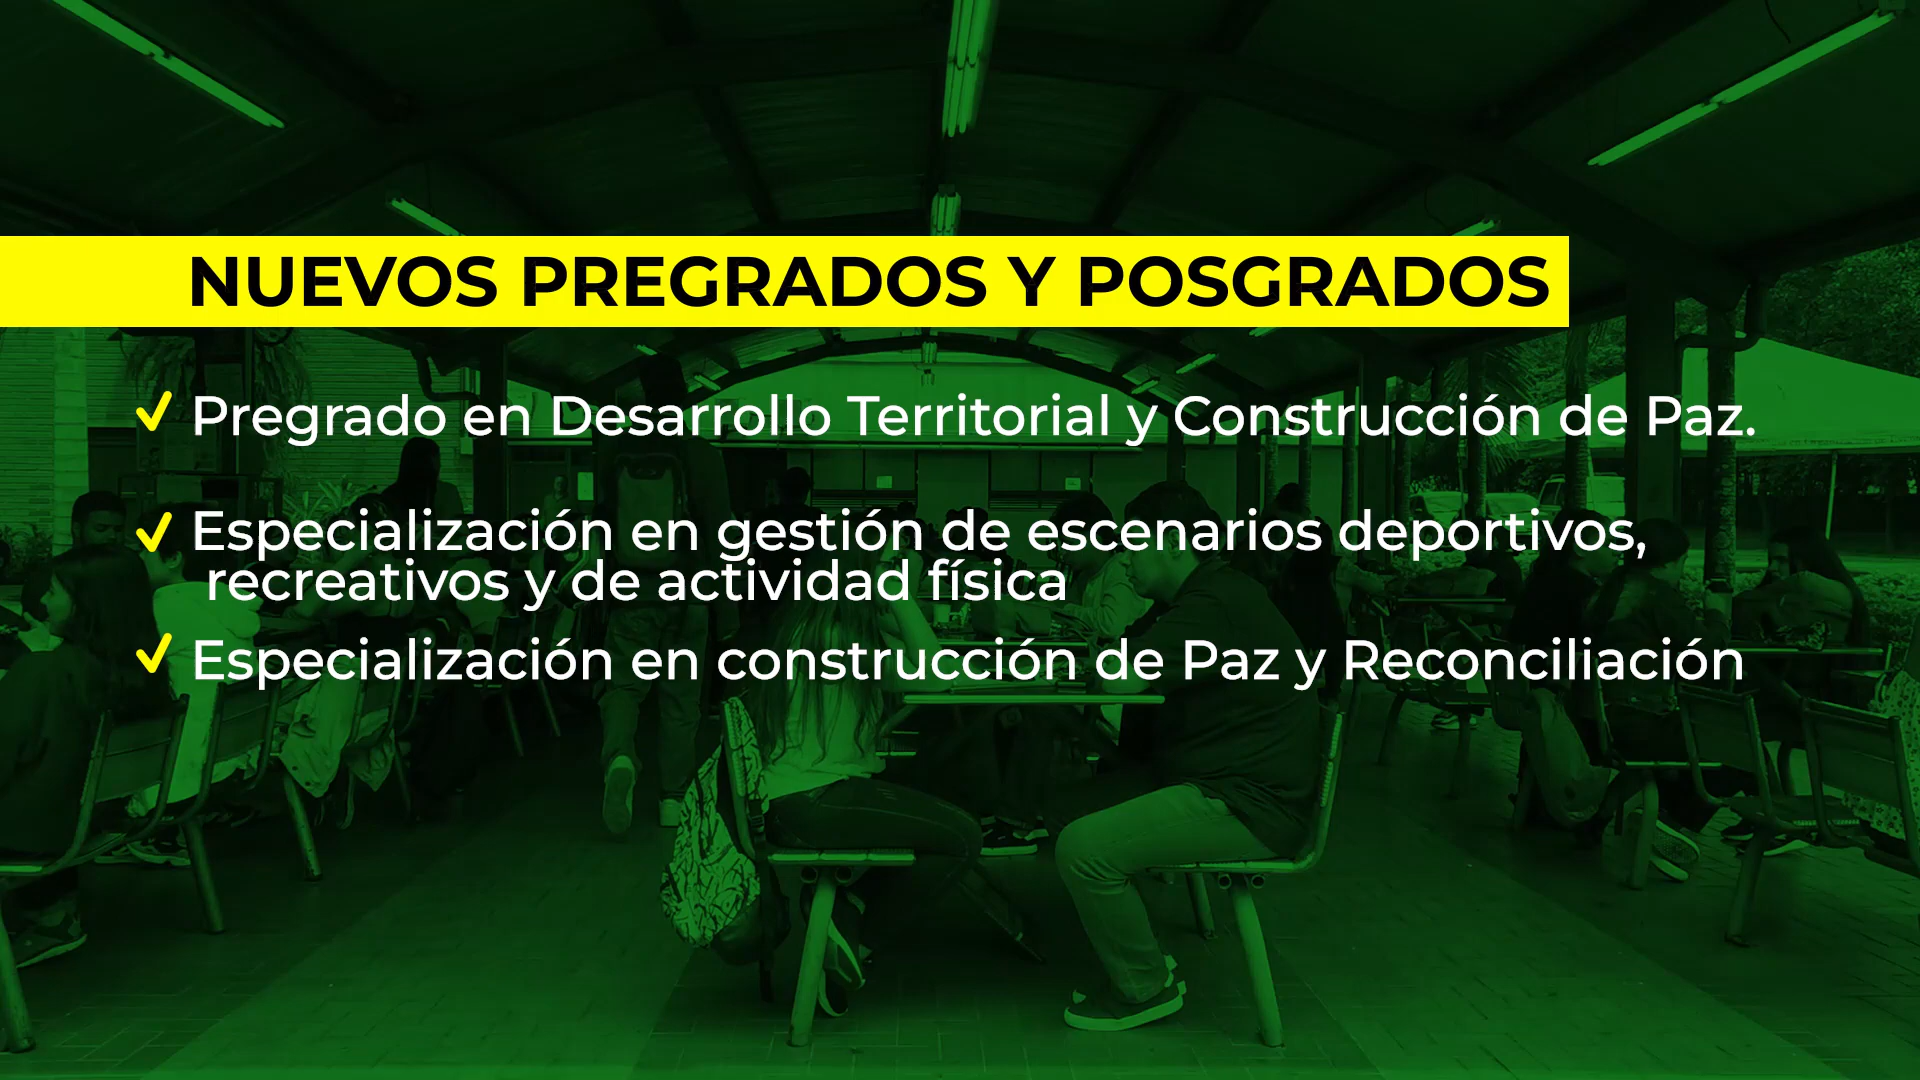 NUEVOS PREGRADOS Y POSGRADOS
Pregrado en Desarrollo Territorial y Construcción de Paz.
Especialización en gestión de escenarios deportivos,
recreativos y de actividad física
Especialización en construcción de Paz y Reconciliación